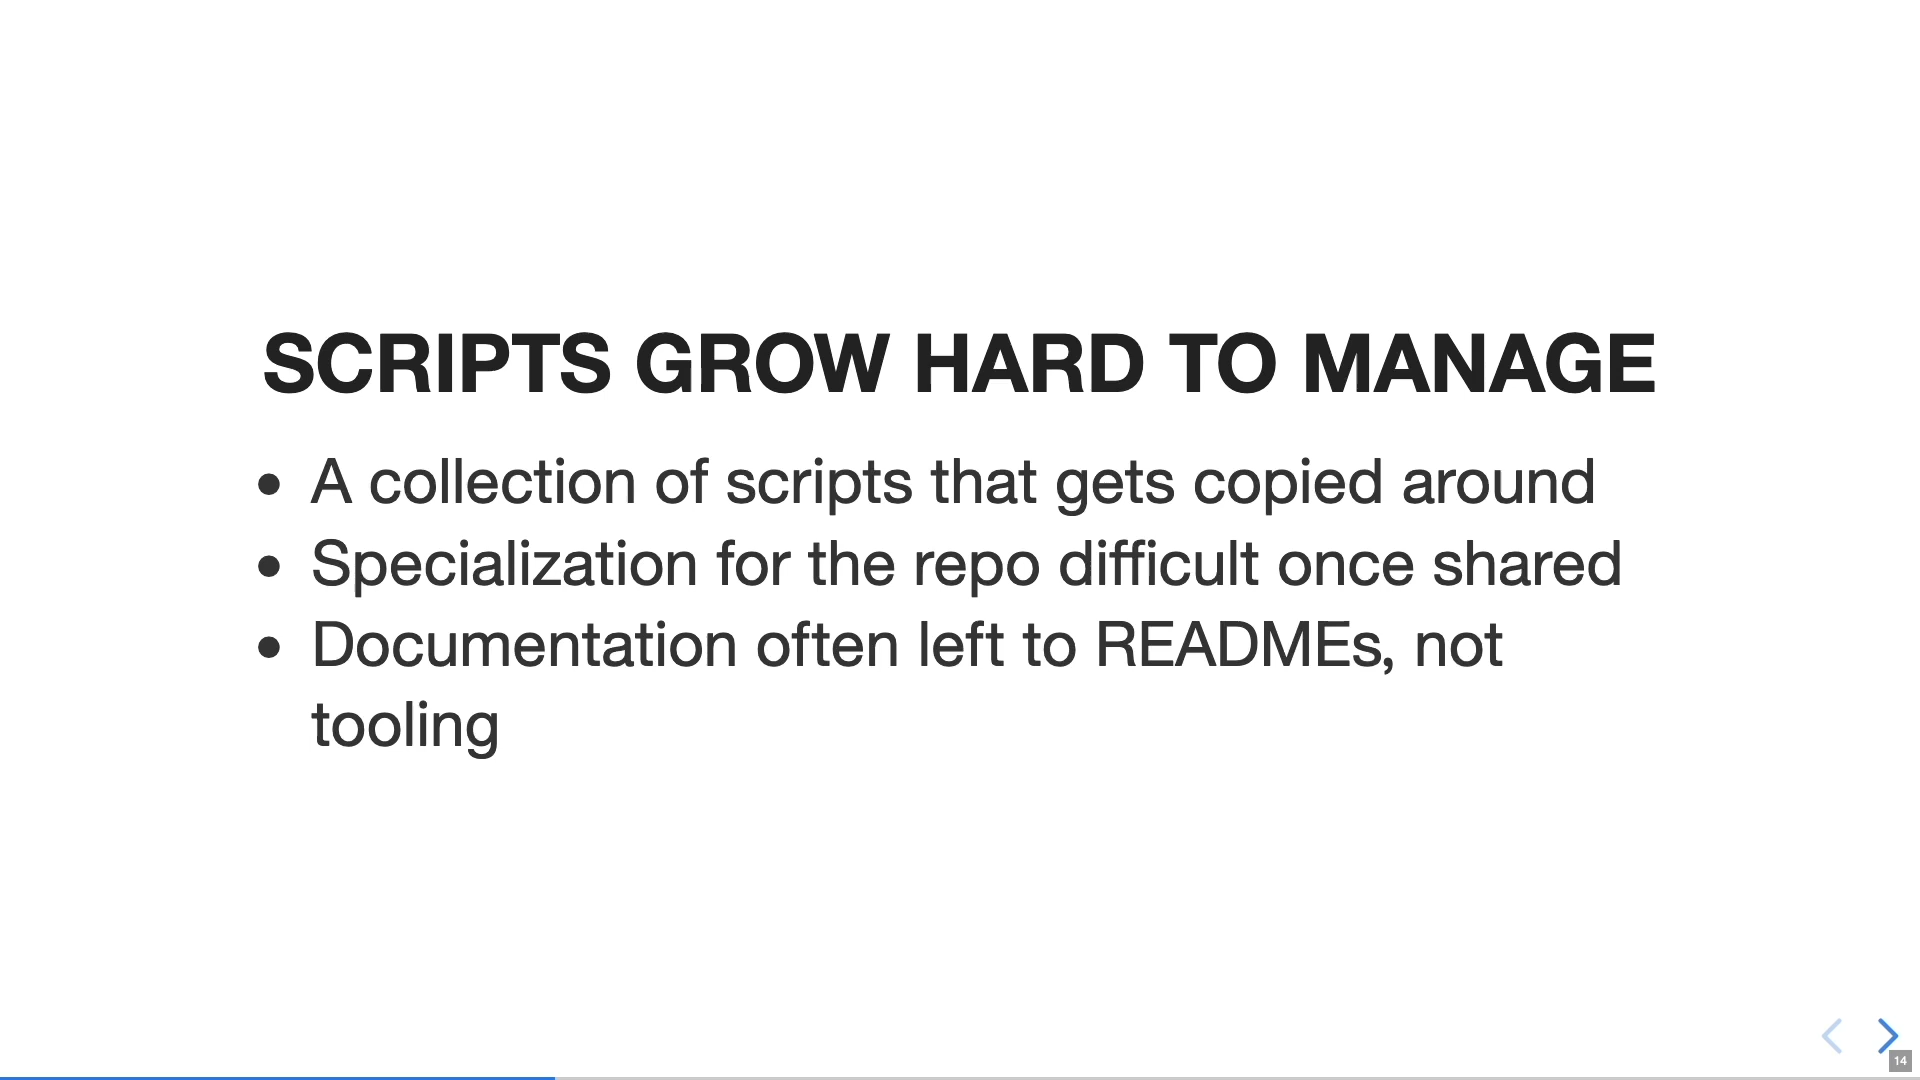 SCRIPTS GROW HARD TO MANAGE
• A collection of scripts that gets copied around
• Specialization for the repo difficult once shared
• Documentation often left to READMEs, not
tooling
14